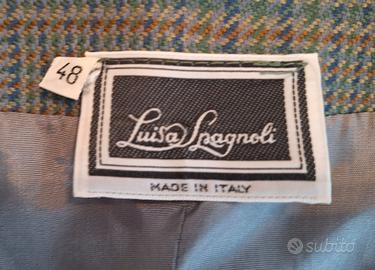 48
Luisa Spagnoli
MADE IN ITALY
subito